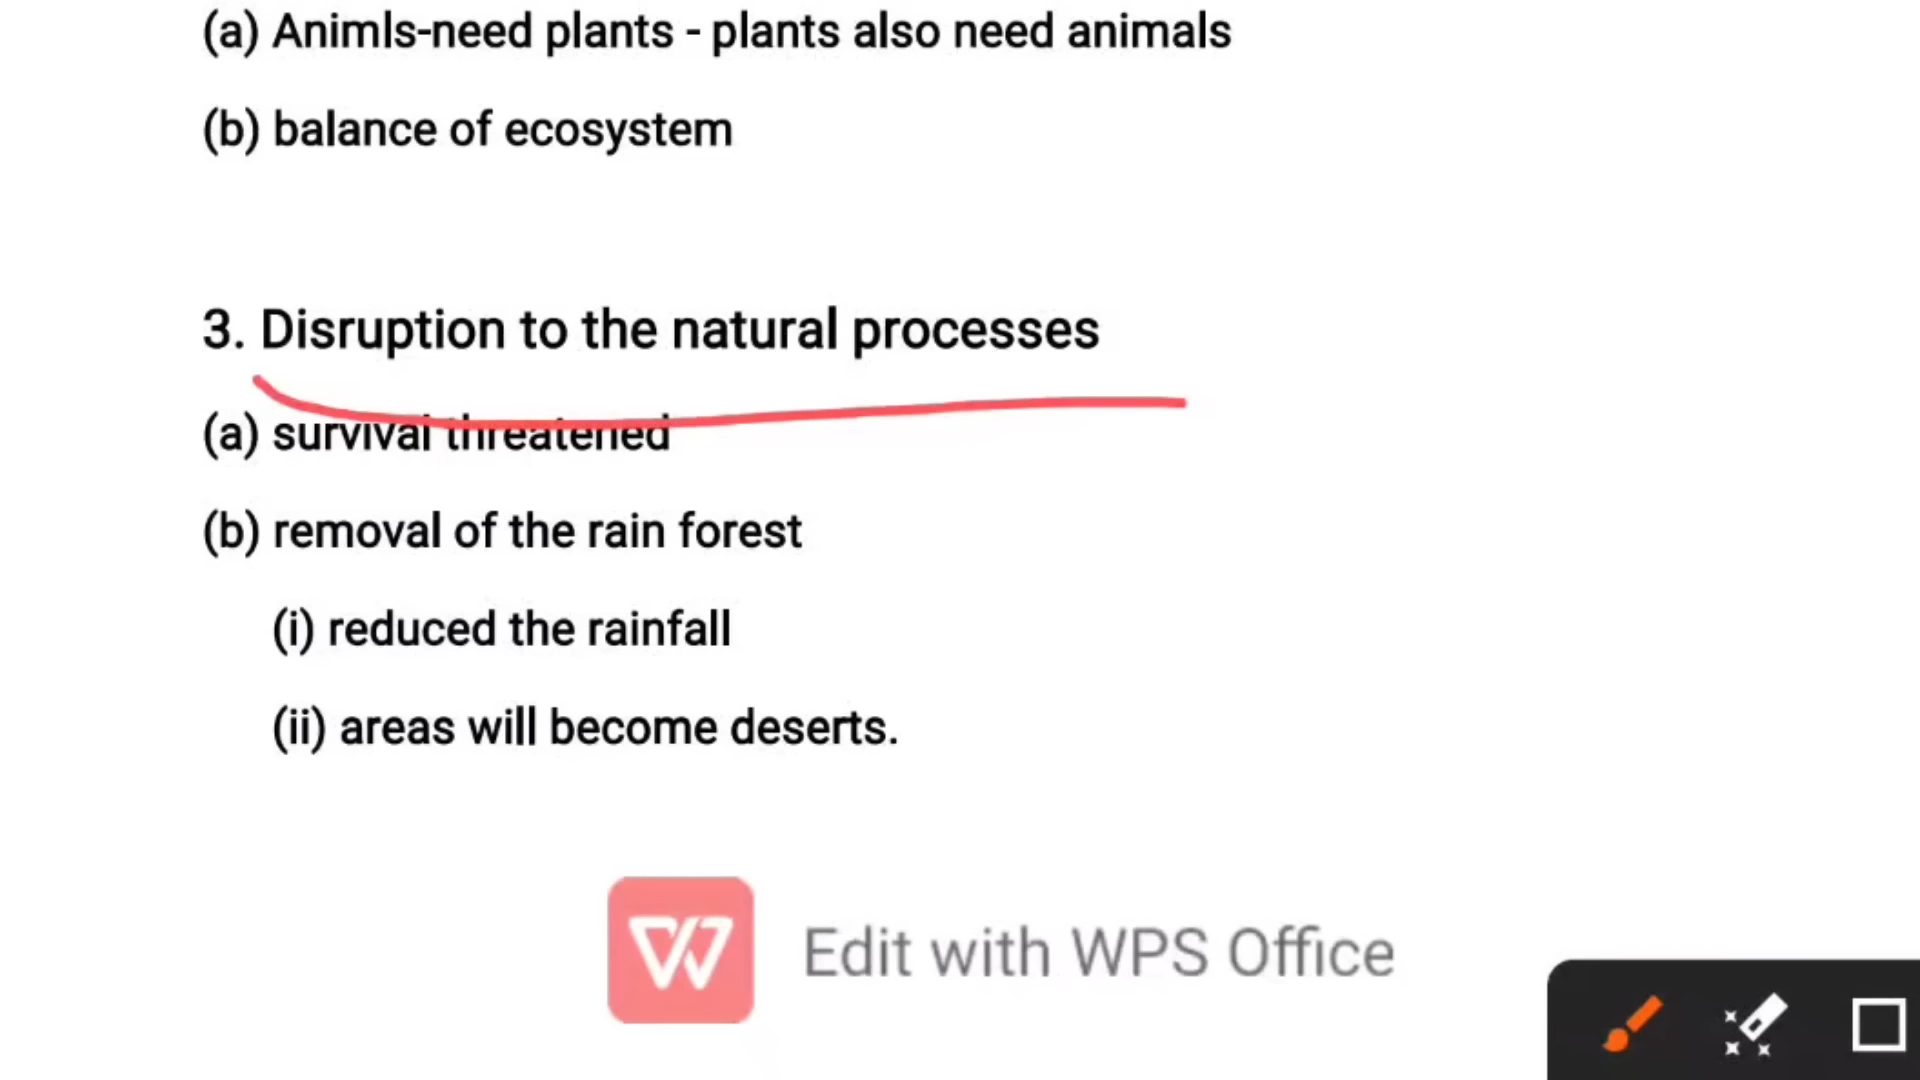 (a) Animls-need plants - plants also need animals
(b) balance of ecosystem
3. Disruption to the natural processes
(a) survival threatened
(b) removal of the rain forest
(i) reduced the rainfall
(ii) areas will become deserts.
Edit with WPS Office